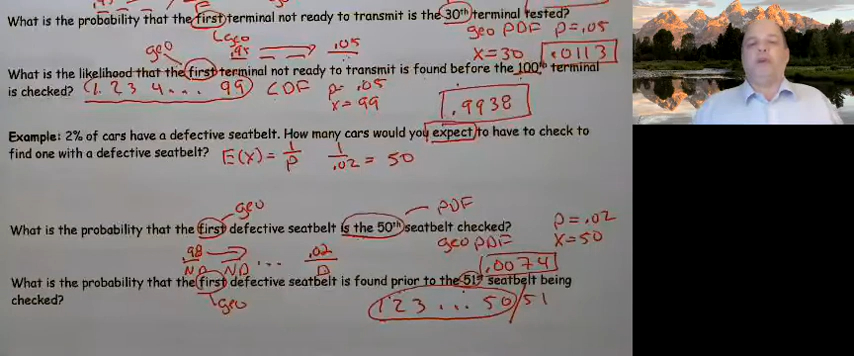 What is the probability that the first terminal not ready to transmit is the 30th terminal tested?
geo
.95 .05
geo PDF p=.05
x=30 .0113
geo
What is the likelihood that the first terminal not ready to transmit is found before the 100th terminal
is checked? 1 2 3 4 ... 99 CDF p=.05
x=99
.9938
Example: 2% of cars have a defective seatbelt. How many cars would you expect to have to check to
find one with a defective seatbelt? E(x) = 1/p 1/.02 = 50
geo PDF
What is the probability that the first defective seatbelt is the 50th seatbelt checked?
p=.02
geo PDF x=50
.98 ... .02
ND ND D
.0074
What is the probability that the first defective seatbelt is found prior to the 51st seatbelt being
checked? geo 1 2 3 ... 50/51